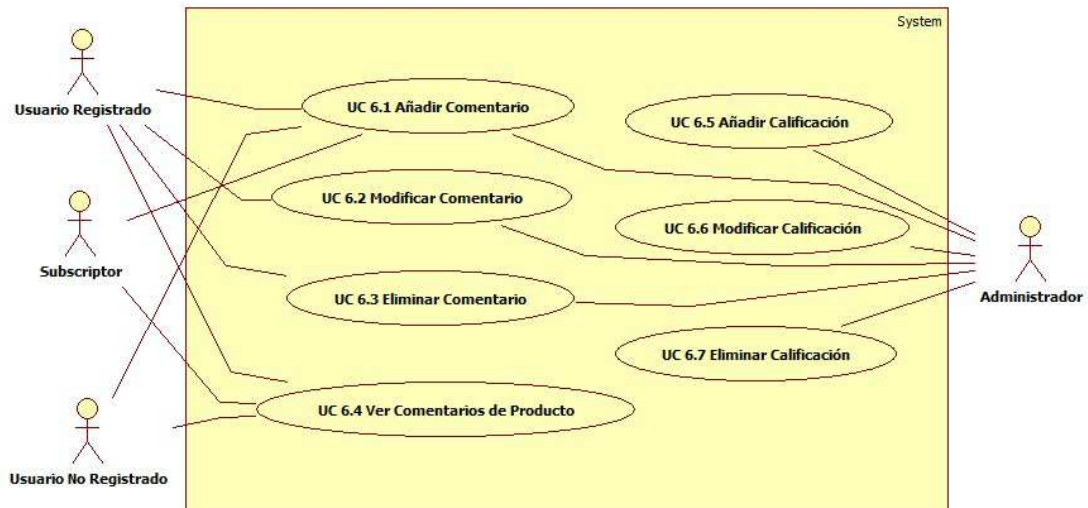 System
Usuario Registrado
UC 6.1 Añadir Comentario
UC 6.5 Añadir Calificación
UC 6.2 Modificar Comentario
UC 6.6 Modificar Calificación
Subscriptor
UC 6.3 Eliminar Comentario
Administrador
UC 6.7 Eliminar Calificación
UC 6.4 Ver Comentarios de Producto
Usuario No Registrado